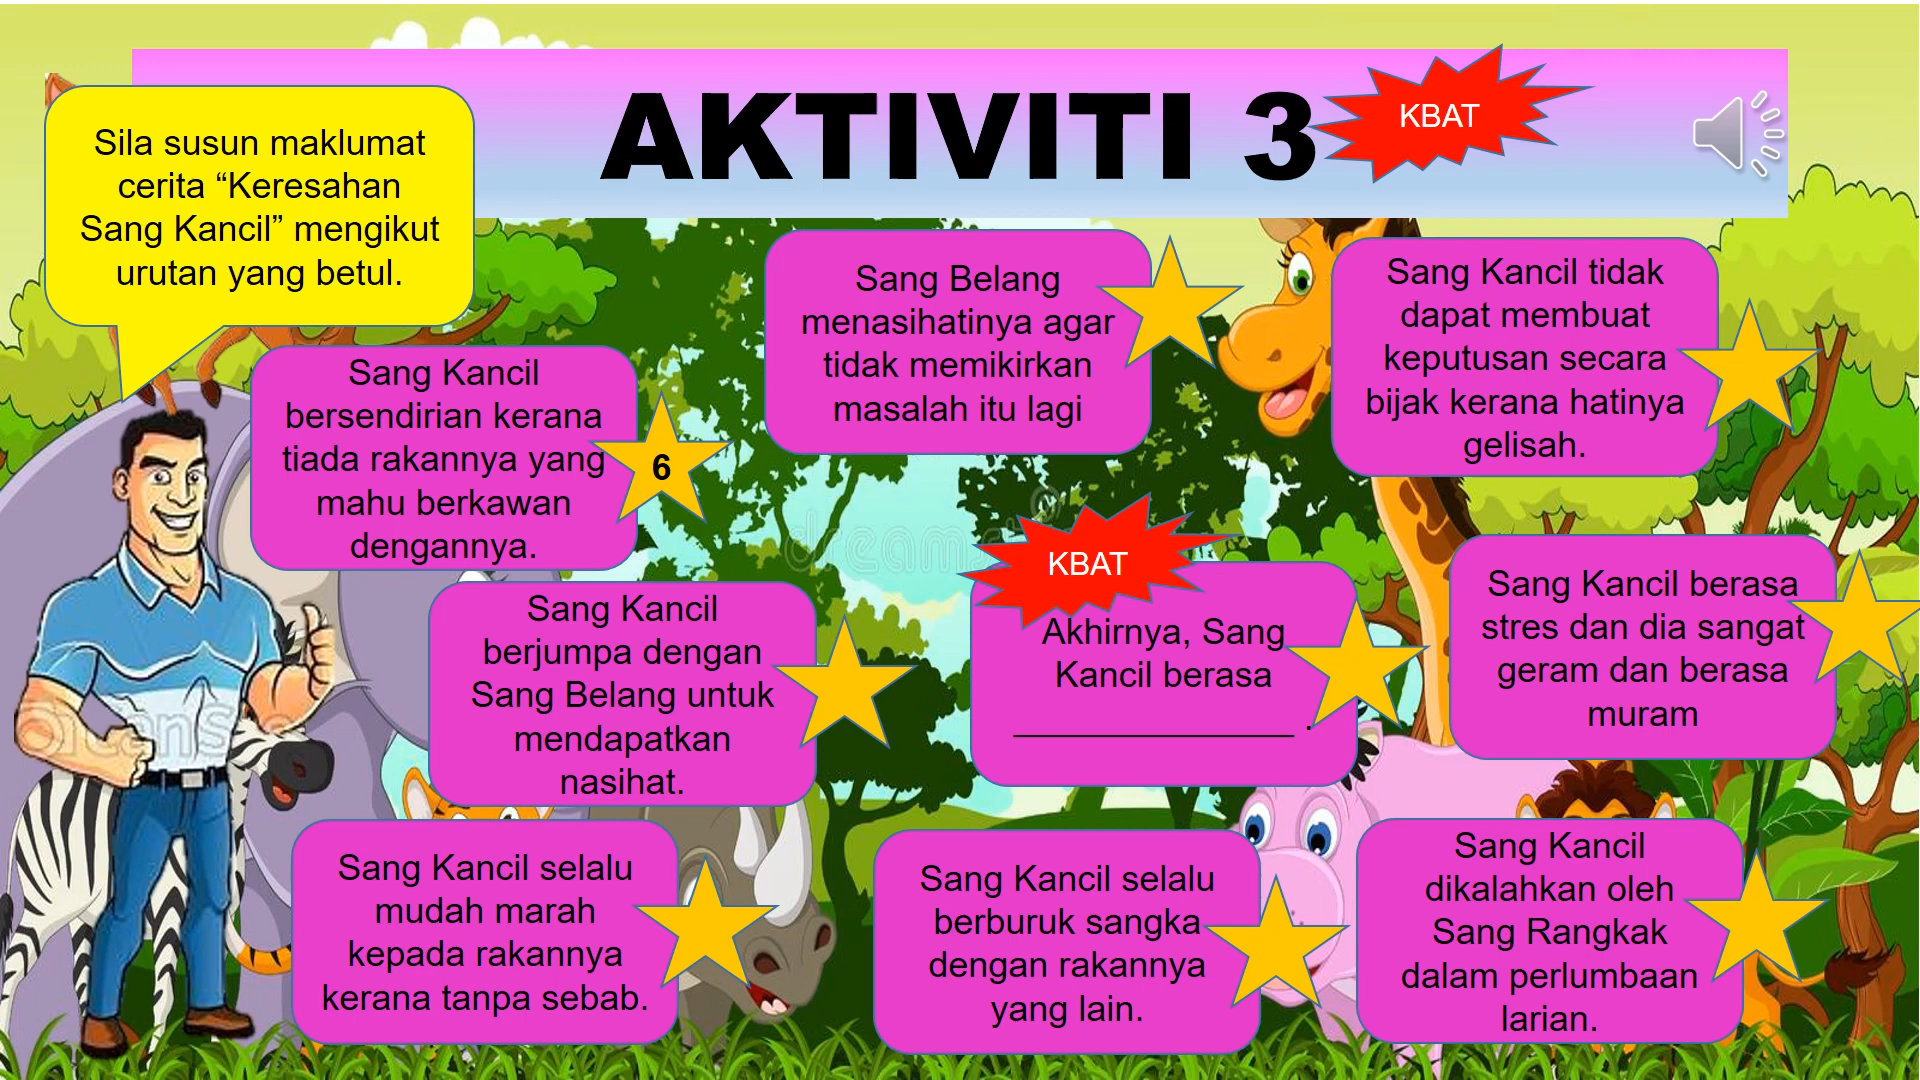 AKTIVITI 3
KBAT
Sila susun maklumat
cerita “Keresahan
Sang Kancil” mengikut
urutan yang betul.
Sang Belang
menasihatinya agar
tidak memikirkan
masalah itu lagi
Sang Kancil tidak
dapat membuat
keputusan secara
bijak kerana hatinya
gelisah.
Sang Kancil
bersendirian kerana
tiada rakannya yang
mahu berkawan
dengannya.
6
Sang Kancil
berjumpa dengan
Sang Belang untuk
mendapatkan
nasihat.
KBAT
Akhirnya, Sang
Kancil berasa
______________ .
Sang Kancil berasa
stres dan dia sangat
geram dan berasa
muram
Sang Kancil selalu
mudah marah
kepada rakannya
kerana tanpa sebab.
Sang Kancil selalu
berburuk sangka
dengan rakannya
yang lain.
Sang Kancil
dikalahkan oleh
Sang Rangkak
dalam perlumbaan
larian.